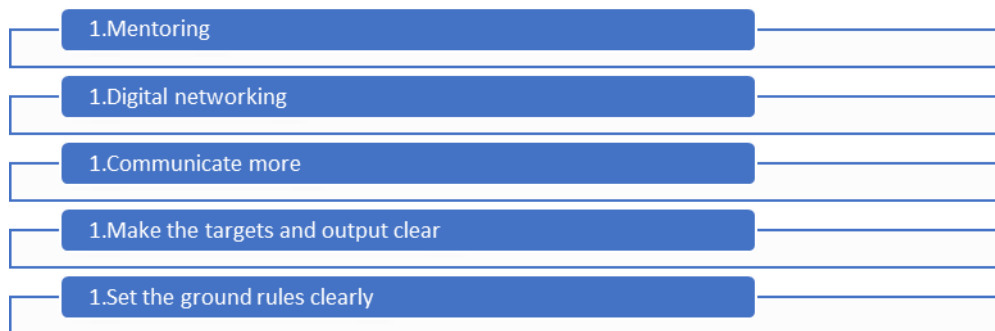 1.Mentoring
1.Digital networking
1.Communicate more
1.Make the targets and output clear
1.Set the ground rules clearly